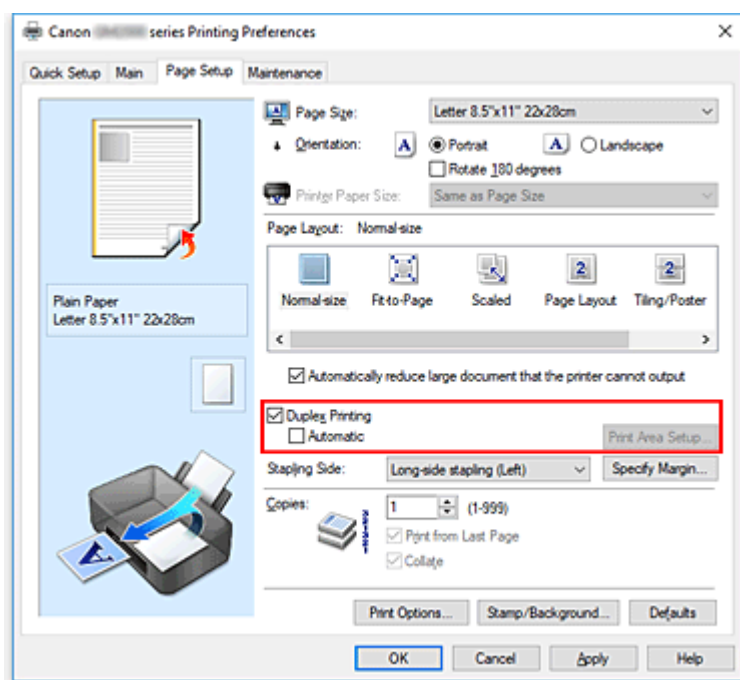 Canon series Printing Preferences
Quick Setup Main Page Setup Maintenance
Page Size: Letter 8.5"x11" 22x28cm
Orientation: A Portrait A Landscape
Rotate 180 degrees
Printer Paper Size: Same as Page Size
Page Layout: Normal-size
Normal-size Fit-to-Page Scaled Page Layout Tiling/Poster
2 2
Plain Paper
Letter 8.5"x11" 22x28cm
Automatically reduce large document that the printer cannot output
Duplex Printing
Automatic Print Area Setup...
Stapling Side: Long-side stapling (Left) Specify Margin...
Copies: 1 (1-999)
Print from Last Page
Collate
A
Print Options... Stamp/Background... Defaults
OK Cancel Apply Help